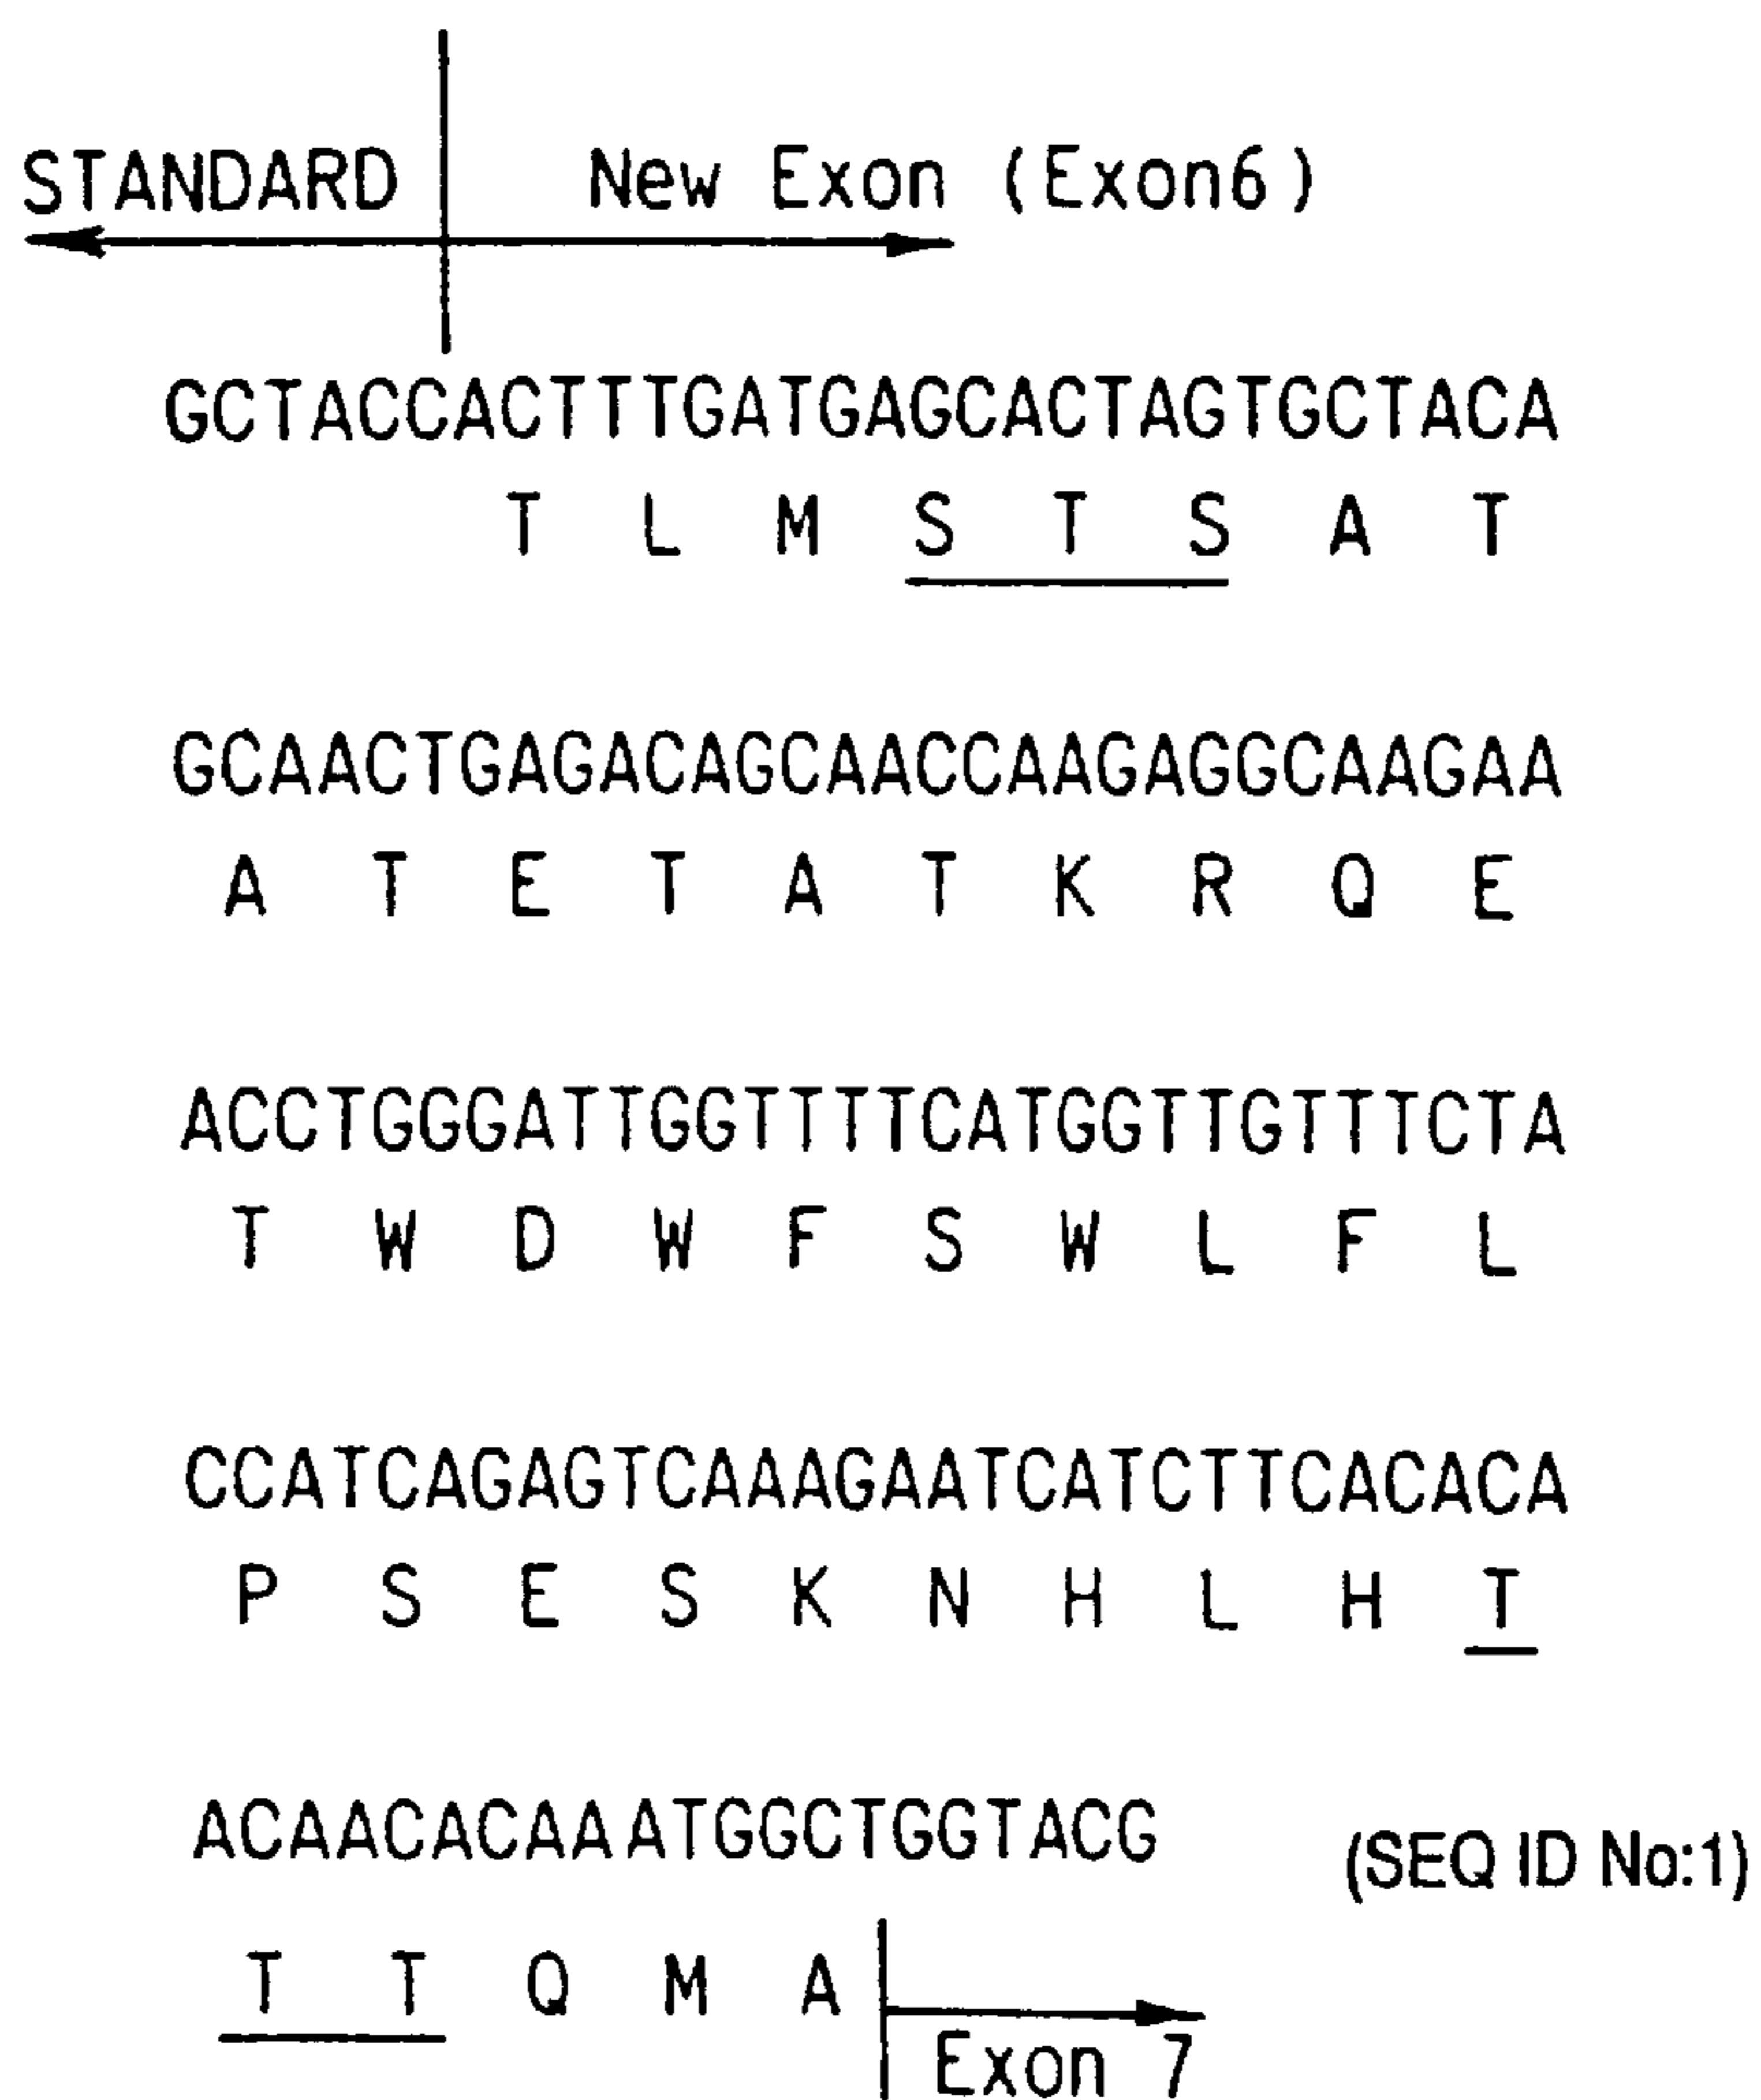 STANDARD New Exon (Exon6)
GCTACCACTTTGATGAGCACTAGTGCTACA
T L M S T S A T
GCAACTGAGACAGCAACCAAGAGGCAAGAA
A T E T A T K R Q E
ACCTGGGATTGGTTTTCATGGTTGTTTCTA
T W D W F S W L F L
CCATCAGAGTCAAAGAATCATCTTCACACA
P S E S K N H L H T
ACAACACAAATGGCTGGTACG (SEQ ID No:1)
T T Q M A
Exon 7